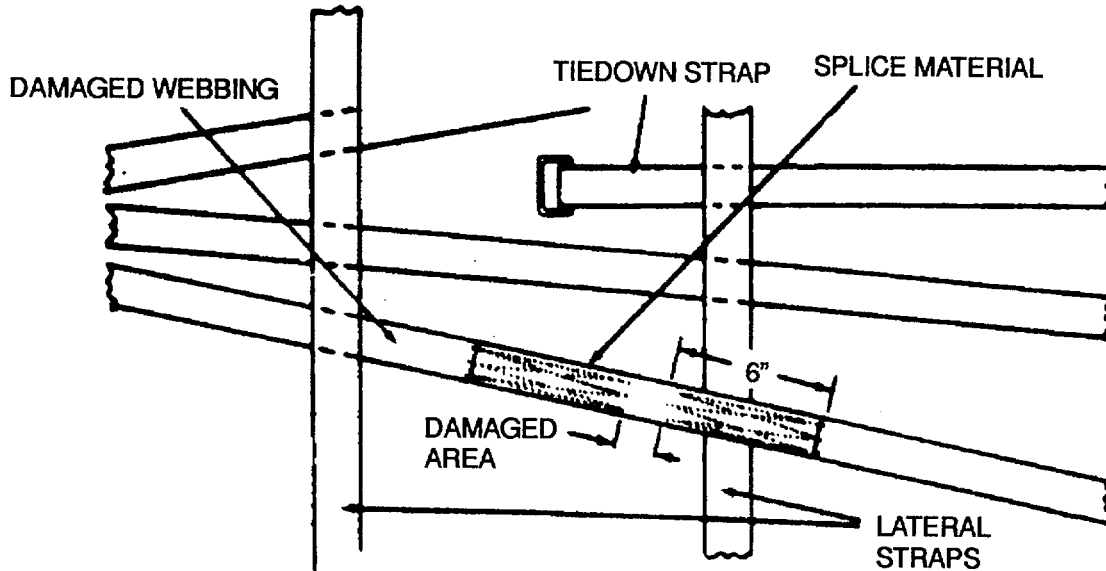 DAMAGED WEBBING
TIEDOWN STRAP
SPLICE MATERIAL
6”
DAMAGED
AREA
LATERAL
STRAPS